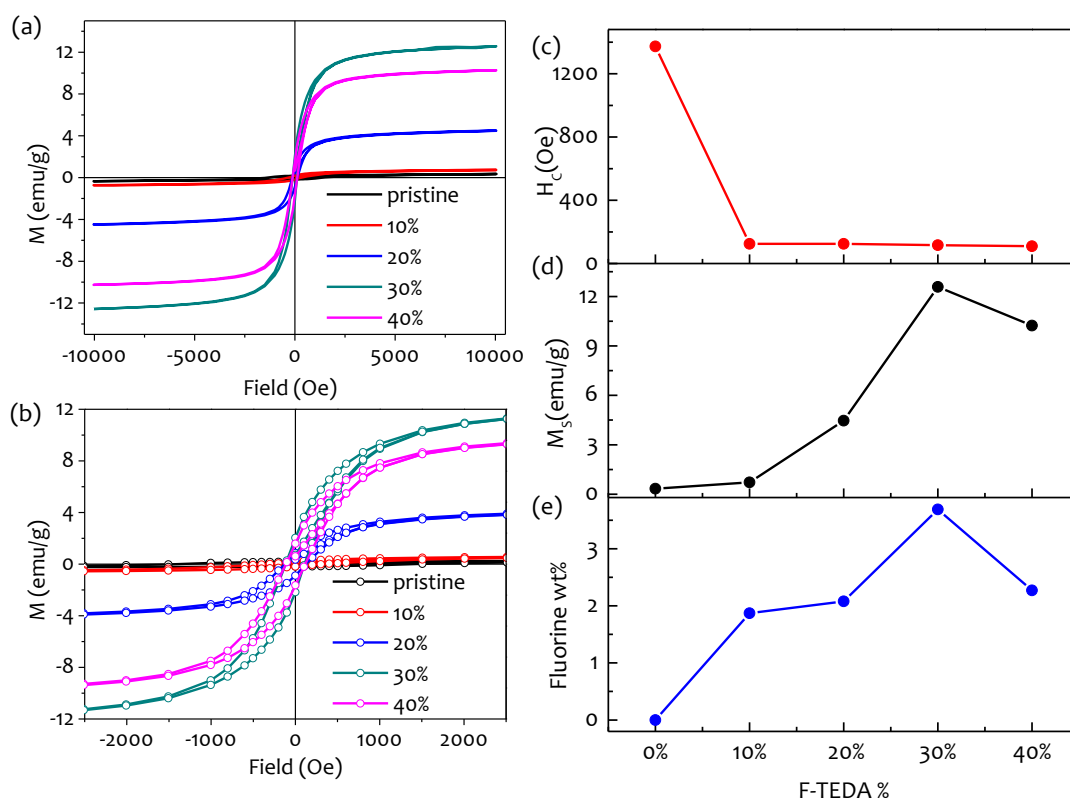 (a)
12
8
4
0
-4
-8
-12
M (emu/g)
pristine
10%
20%
30%
40%
-10000 -5000 0 5000 10000
Field (Oe)
(b)
12
8
4
0
-4
-8
-12
M (emu/g)
pristine
10%
20%
30%
40%
-2000 -1000 0 1000 2000
Field (Oe)
(c)
1200
800
400
0
HC(Oe)
(d)
12
9
6
3
0
MS(emu/g)
(e)
3
2
1
0
Fluorine wt%
0% 10% 20% 30% 40%
F-TEDA %